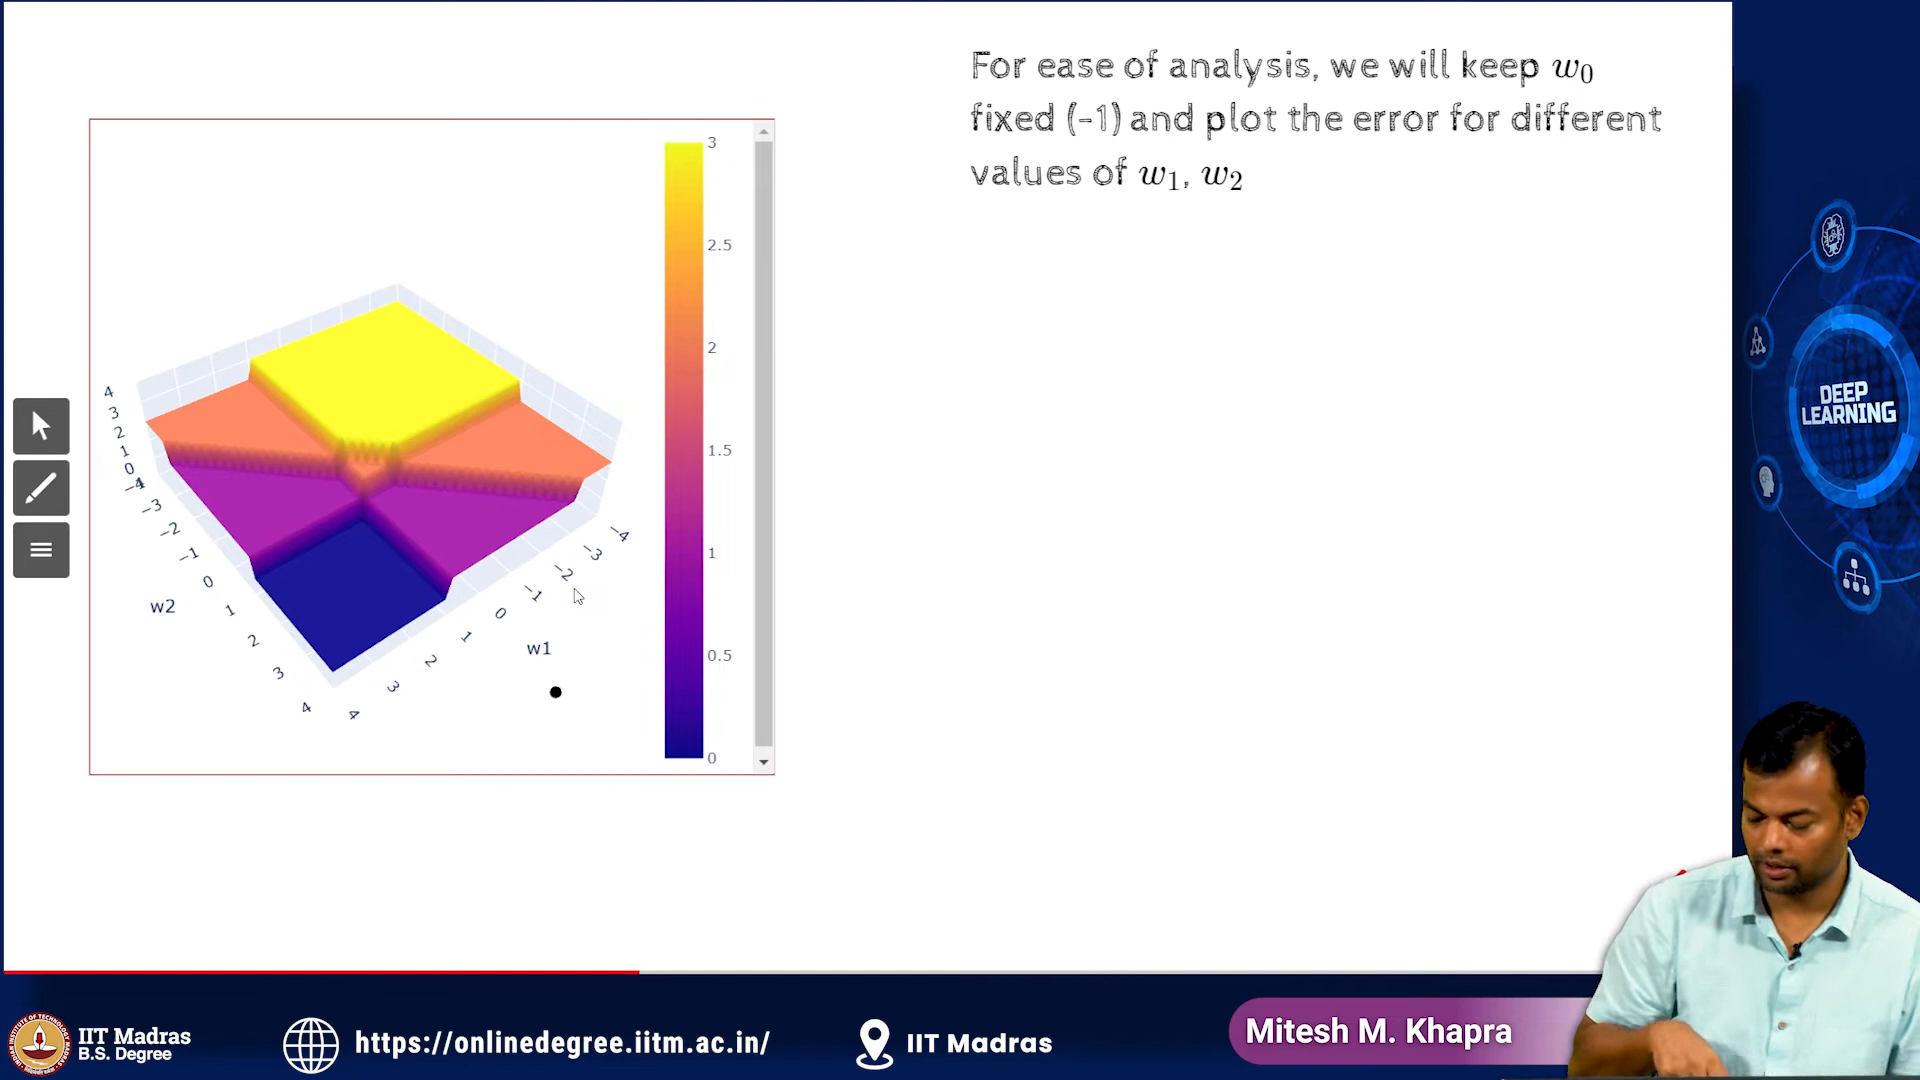 For ease of analysis, we will keep w₀
fixed (-1) and plot the error for different
values of w₁, w₂
3
2.5
2
1.5
1
0.5
0
4
3
2
1
0
−4
−3
−2
−1
0
1
2
3
4
w2
−4
−3
−2
−1
0
1
2
3
4
w1
DEEP
LEARNING
IIT Madras
B.S. Degree
https://onlinedegree.iitm.ac.in/
IIT Madras
Mitesh M. Khapra